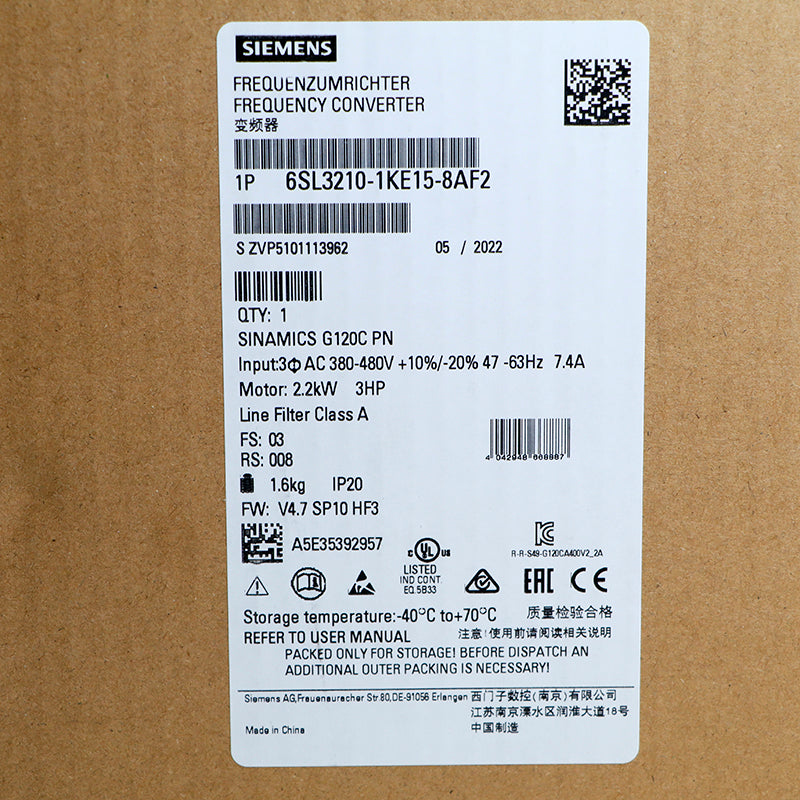 SIEMENS
FREQUENZUMRICHTER
FREQUENCY CONVERTER
变频器
1P 6SL3210-1KE15-8AF2
S ZVP5101113962 05 / 2022
QTY: 1
SINAMICS G120C PN
Input:3Φ AC 380-480V +10%/-20% 47 -63Hz 7.4A
Motor: 2.2kW 3HP
Line Filter Class A
FS: 03
RS: 008
4 042948 668887
1.6kg IP20
FW: V4.7 SP10 HF3
A5E35392957
c UL us
LISTED
IND CONT.
EQ.5B33
R-R-S49-G120CA400V2_2A
EAC CE
Storage temperature:-40°C to+70°C 质量检验合格
REFER TO USER MANUAL 注意!使用前请阅读相关说明
PACKED ONLY FOR STORAGE! BEFORE DISPATCH AN
ADDITIONAL OUTER PACKING IS NECESSARY!
Siemens AG,Frauenauracher Str.80,DE-91056 Erlangen 西门子数控(南京)有限公司
江苏南京溧水区润淮大道18号
Made in China 中国制造